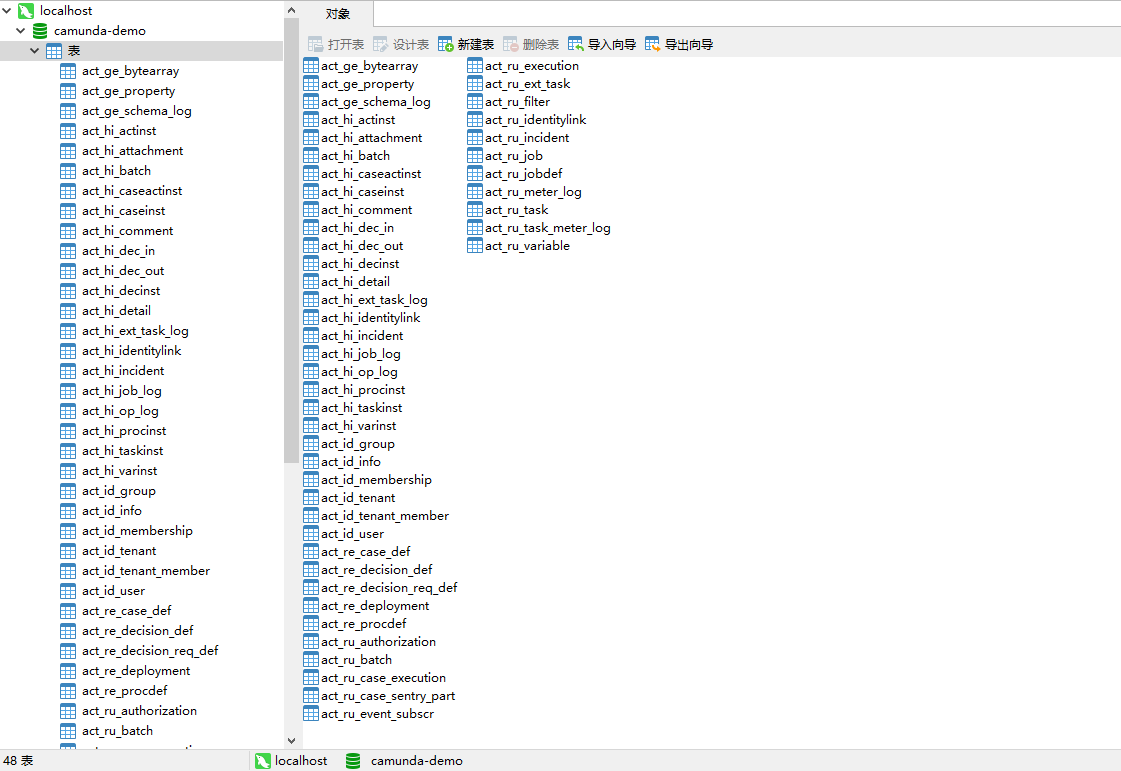 localhost
camunda-demo
表
act_ge_bytearray
act_ge_property
act_ge_schema_log
act_hi_actinst
act_hi_attachment
act_hi_batch
act_hi_caseactinst
act_hi_caseinst
act_hi_comment
act_hi_dec_in
act_hi_dec_out
act_hi_decinst
act_hi_detail
act_hi_ext_task_log
act_hi_identitylink
act_hi_incident
act_hi_job_log
act_hi_op_log
act_hi_procinst
act_hi_taskinst
act_hi_varinst
act_id_group
act_id_info
act_id_membership
act_id_tenant
act_id_tenant_member
act_id_user
act_re_case_def
act_re_decision_def
act_re_decision_req_def
act_re_deployment
act_re_procdef
act_ru_authorization
act_ru_batch
对象
打开表 设计表 新建表 删除表 导入向导 导出向导
act_ge_bytearray
act_ge_property
act_ge_schema_log
act_hi_actinst
act_hi_attachment
act_hi_batch
act_hi_caseactinst
act_hi_caseinst
act_hi_comment
act_hi_dec_in
act_hi_dec_out
act_hi_decinst
act_hi_detail
act_hi_ext_task_log
act_hi_identitylink
act_hi_incident
act_hi_job_log
act_hi_op_log
act_hi_procinst
act_hi_taskinst
act_hi_varinst
act_id_group
act_id_info
act_id_membership
act_id_tenant
act_id_tenant_member
act_id_user
act_re_case_def
act_re_decision_def
act_re_decision_req_def
act_re_deployment
act_re_procdef
act_ru_authorization
act_ru_batch
act_ru_case_execution
act_ru_case_sentry_part
act_ru_event_subscr
act_ru_execution
act_ru_ext_task
act_ru_filter
act_ru_identitylink
act_ru_incident
act_ru_job
act_ru_jobdef
act_ru_meter_log
act_ru_task
act_ru_task_meter_log
act_ru_variable
48 表
localhost camunda-demo